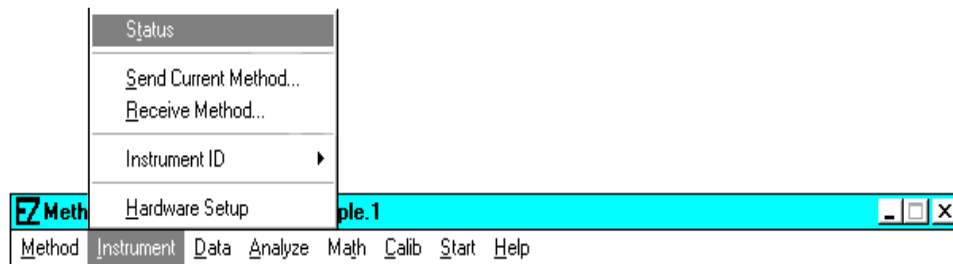 Status
Send Current Method...
Receive Method...
Instrument ID
Hardware Setup
EZ Meth ple.1
Method Instrument Data Analyze Math Calib Start Help